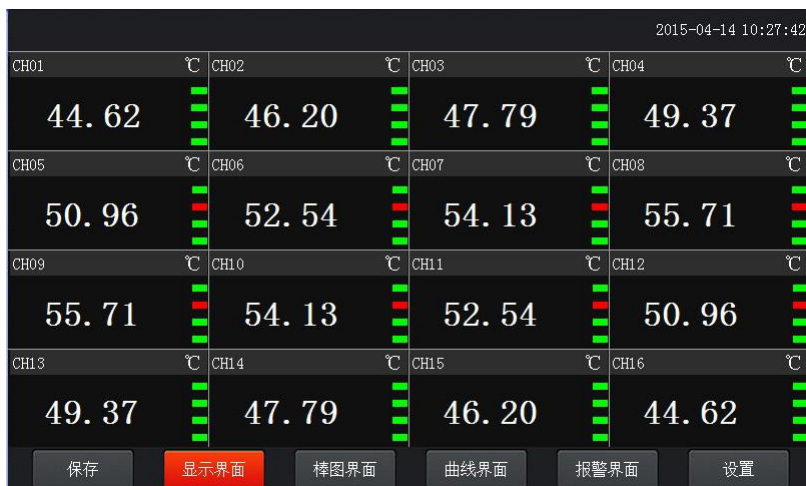 2015-04-14 10:27:42
CH01 ℃ CH02 ℃ CH03 ℃ CH04 ℃
44.62 46.20 47.79 49.37
CH05 ℃ CH06 ℃ CH07 ℃ CH08 ℃
50.96 52.54 54.13 55.71
CH09 ℃ CH10 ℃ CH11 ℃ CH12 ℃
55.71 54.13 52.54 50.96
CH13 ℃ CH14 ℃ CH15 ℃ CH16 ℃
49.37 47.79 46.20 44.62
保存 显示界面 棒图界面 曲线界面 报警界面 设置